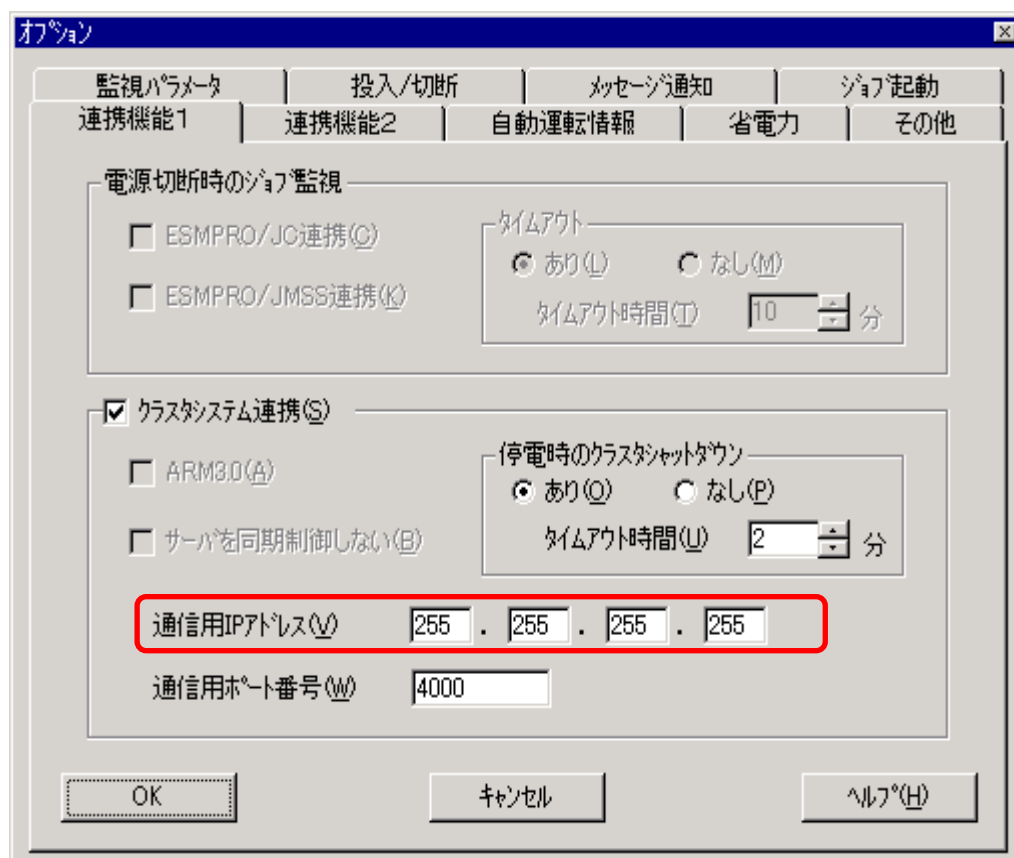 オプション
監視パラメータ 投入/切断 メッセージ通知 ジョブ起動
連携機能1 連携機能2 自動運転情報 省電力 その他
電源切断時のジョブ監視
ESMPRO/JC連携(C)
ESMPRO/JMSS連携(K)
タイムアウト
あり(L) なし(M)
タイムアウト時間(T) 10 分
クラスタシステム連携(S)
ARM3.0(A)
サーバを同期制御しない(B)
停電時のクラスタシャットダウン
あり(O) なし(P)
タイムアウト時間(U) 2 分
通信用IPアドレス(V) 255 . 255 . 255 . 255
通信用ポート番号(W) 4000
OK キャンセル ヘルプ(H)